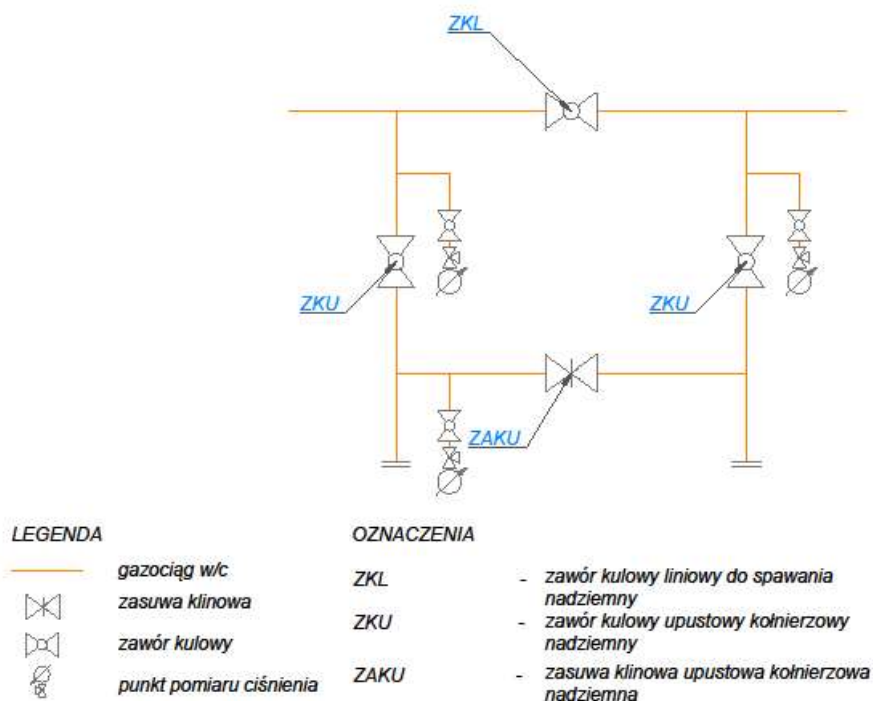 ZKL
ZKU
ZKU
ZAKU
LEGENDA
gazociąg w/c
zasuwa klinowa
zawór kulowy
punkt pomiaru ciśnienia
OZNACZENIA
ZKL - zawór kulowy liniowy do spawania
nadziemny
ZKU - zawór kulowy upustowy kołnierzowy
nadziemny
ZAKU - zasuwa klinowa upustowa kołnierzowa
nadziemna